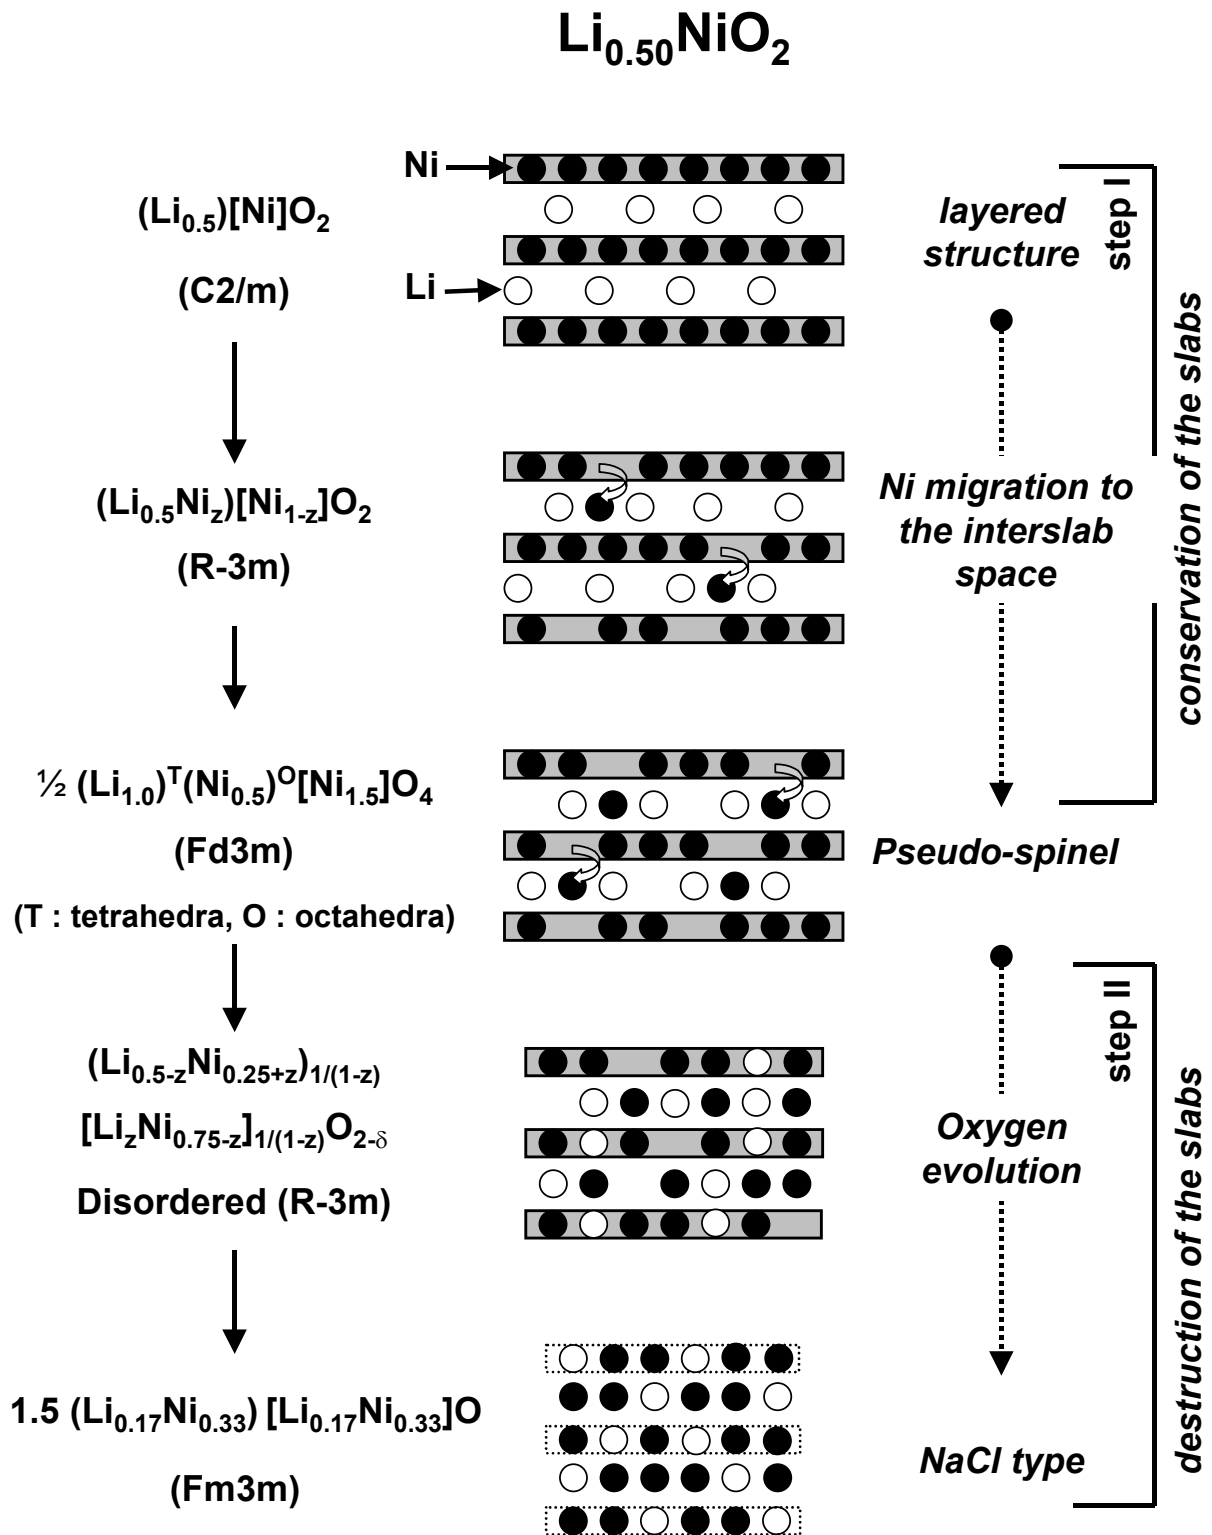 Li₀.₅₀NiO₂
Ni
(Li₀.₅)[Ni]O₂
(C2/m)
Li
layered
structure
step I
conservation of the slabs
(Li₀.₅Ni_z)[Ni₁₋z]O₂
(R-3m)
Ni migration to
the interslab
space
½ (Li₁.₀)ᵀ(Ni₀.₅)ᴼ[Ni₁.₅]O₄
(Fd3m)
(T : tetrahedra, O : octahedra)
Pseudo-spinel
(Li₀.₅₋zNi₀.₂₅₊z)₁/(₁₋z)
[Li_zNi₀.₇₅₋z]₁/(₁₋z)O₂₋δ
Disordered (R-3m)
Oxygen
evolution
step II
destruction of the slabs
1.5 (Li₀.₁₇Ni₀.₃₃) [Li₀.₁₇Ni₀.₃₃]O
(Fm3m)
NaCl type